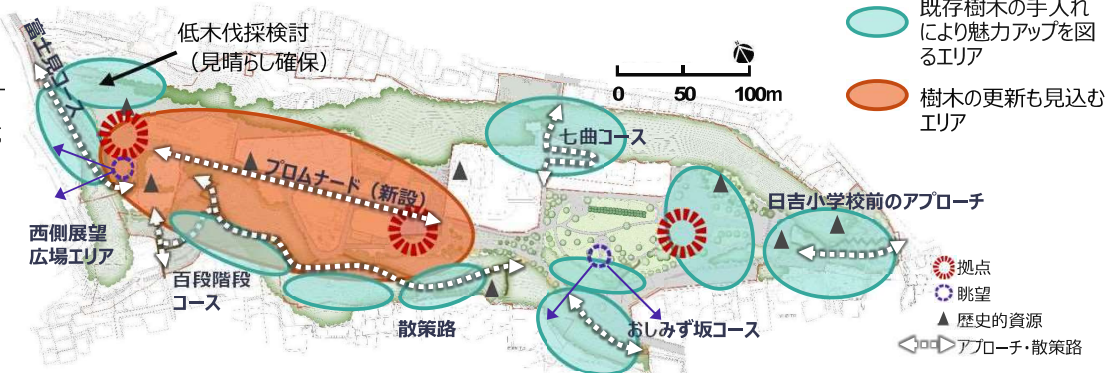 既存樹木の手入れ
により魅力アップを図
るエリア
樹木の更新も見込む
エリア
低木伐採検討
（見晴らし確保）
富士見コース
0 50 100m
七曲コース
プロムナード（新設）
日吉小学校前のアプローチ
西側展望
広場エリア
百段階段
コース
散策路
おしみず坂コース
拠点
眺望
歴史的資源
アプローチ・散策路